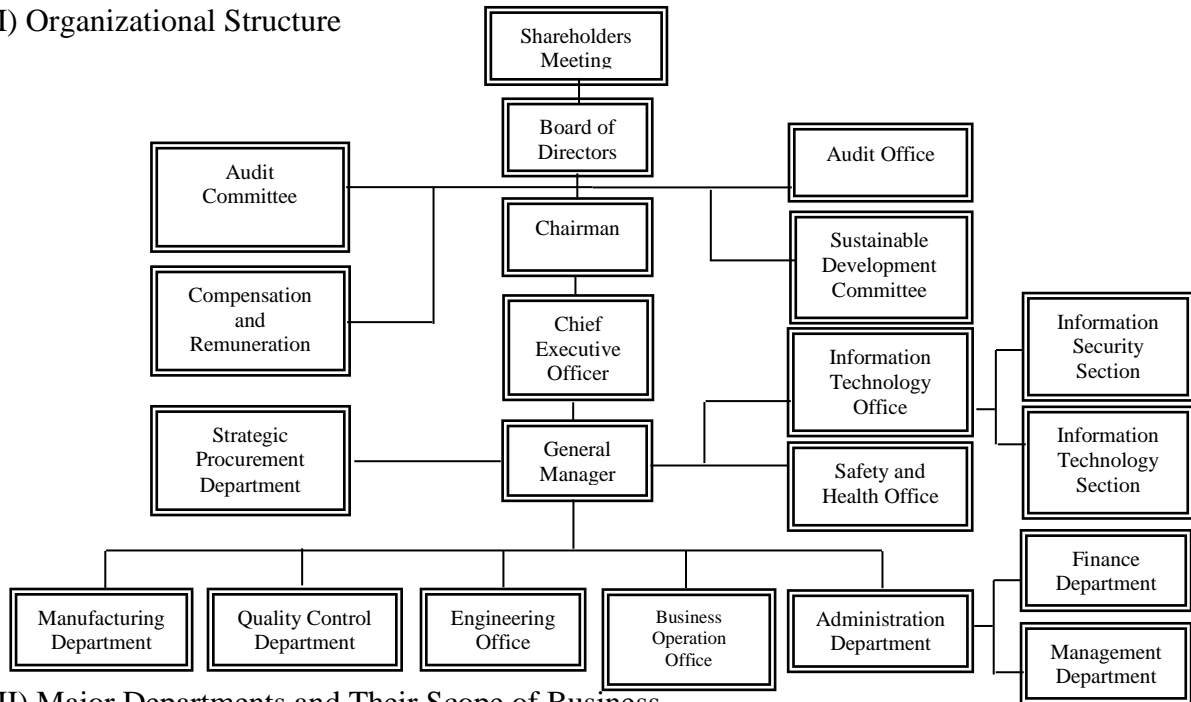 I) Organizational Structure
Shareholders
Meeting
Board of
Directors
Audit
Committee
Audit Office
Chairman
Sustainable
Development
Committee
Compensation
and
Remuneration
Chief
Executive
Officer
Information
Technology
Office
Information
Security
Section
Strategic
Procurement
Department
General
Manager
Safety and
Health Office
Information
Technology
Section
Manufacturing
Department
Quality Control
Department
Engineering
Office
Business
Operation
Office
Administration
Department
Finance
Department
Management
Department
II) Major Departments and Their Scope of Business